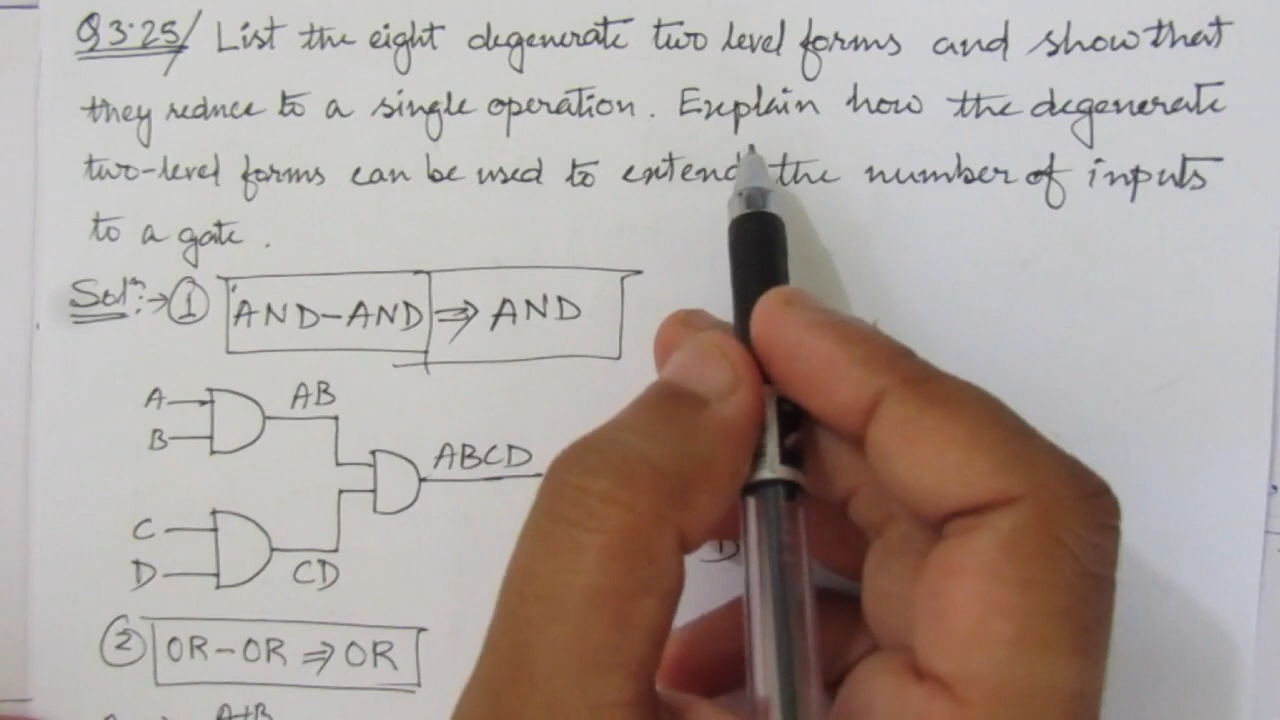 Q3.25/ List the eight degenerate two level forms and show that
they reduce to a single operation. Explain how the degenerate
two-level forms can be used to extend the number of inputs
to a gate.
Solⁿ:→ ① AND-AND ⇒ AND
A
B
AB
ABCD
C
D
CD
D
② OR-OR ⇒ OR
A+B